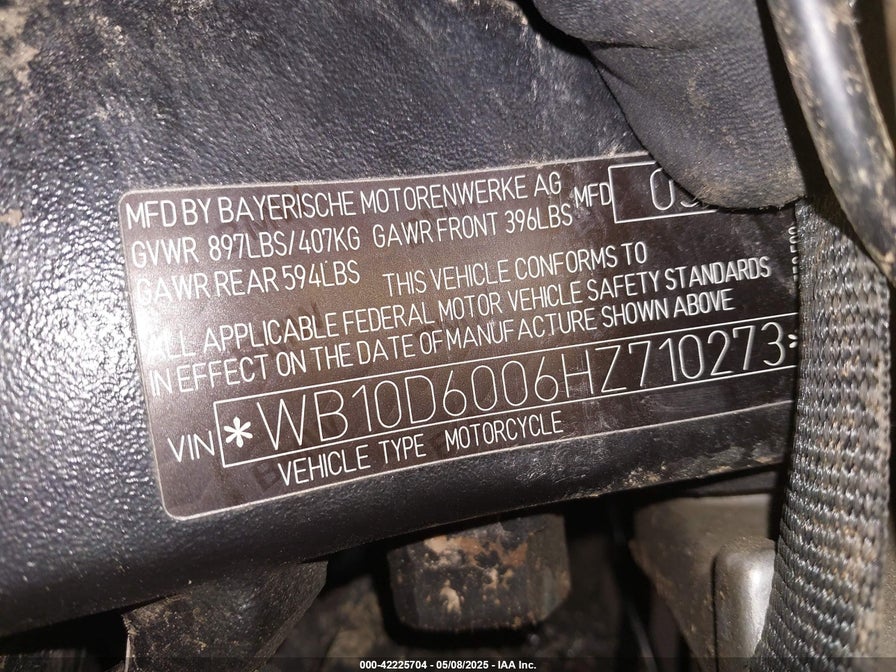 MFD BY BAYERISCHE MOTORENWERKE AG MFD
GVWR 897LBS/407KG GAWR FRONT 396LBS
GAWR REAR 594LBS THIS VEHICLE CONFORMS TO
ALL APPLICABLE FEDERAL MOTOR VEHICLE SAFETY STANDARDS
IN EFFECT ON THE DATE OF MANUFACTURE SHOWN ABOVE
VIN *WB10D6006HZ710273*
VEHICLE TYPE MOTORCYCLE
000-42225704 - 05/08/2025 - IAA Inc.